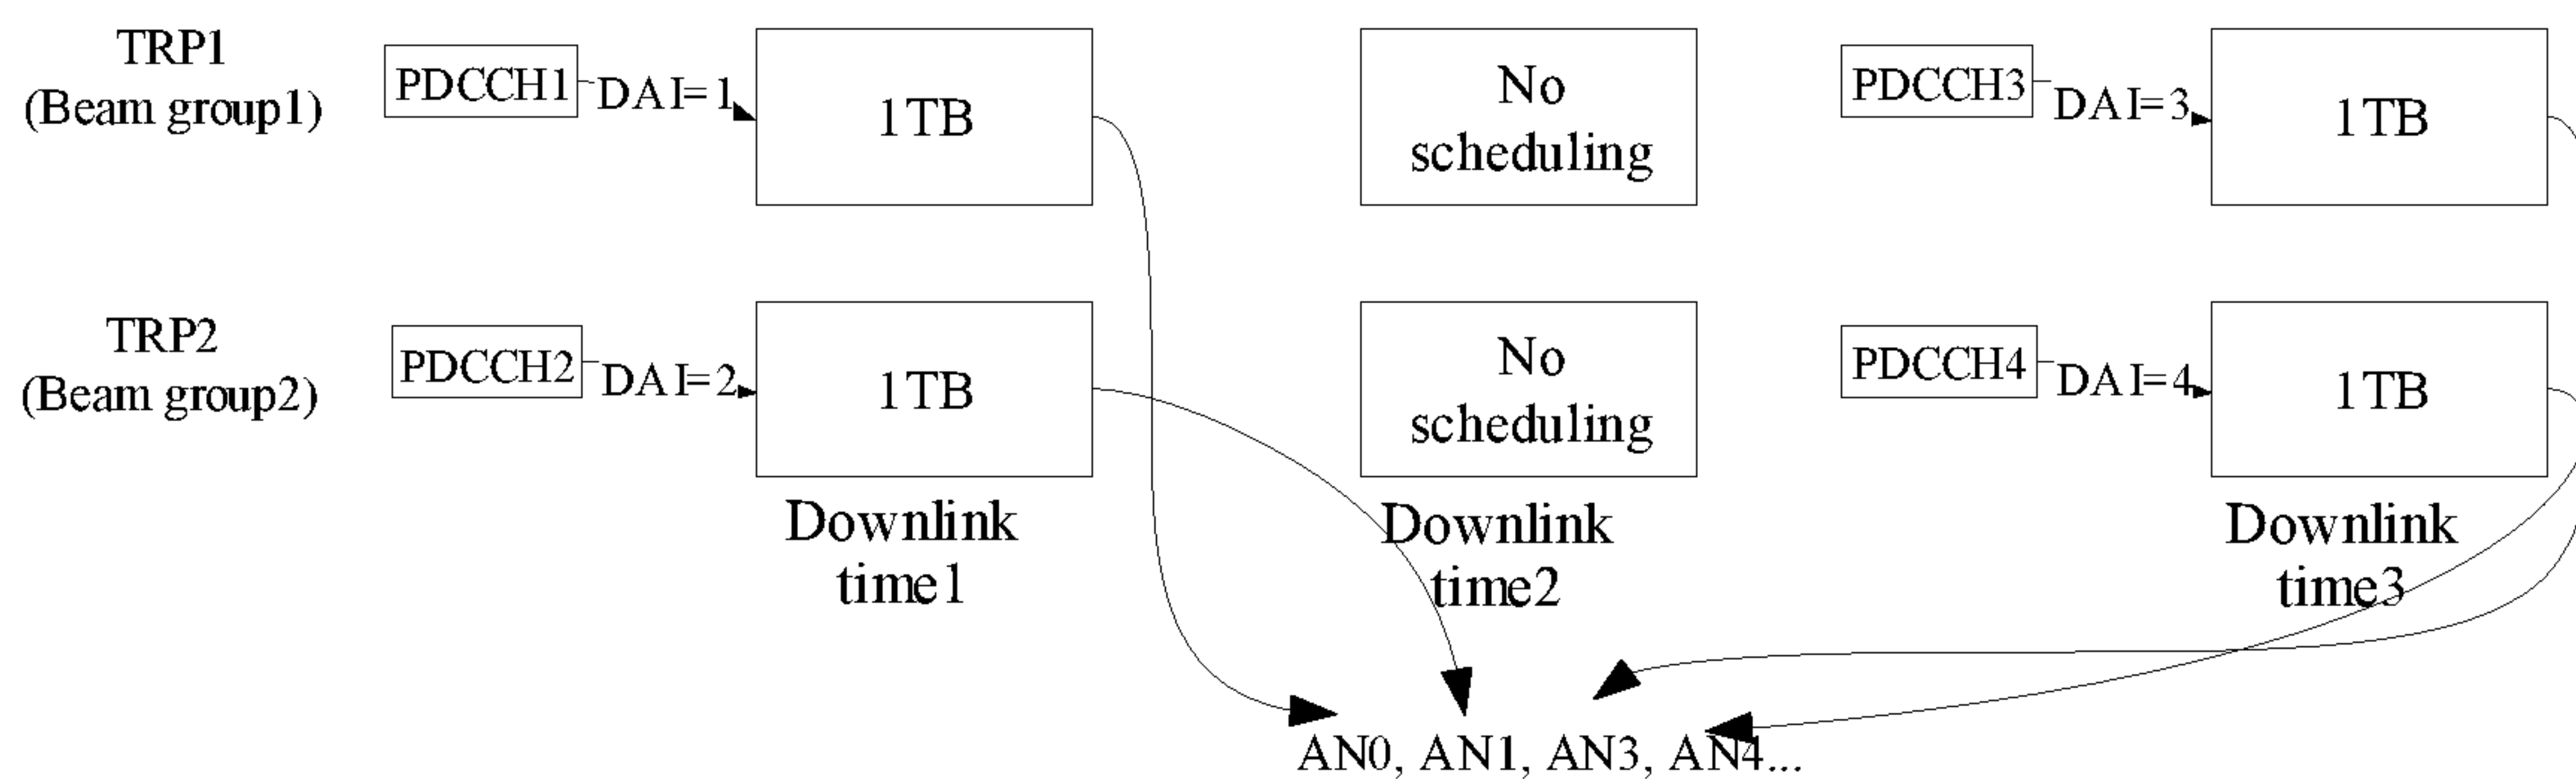 TRP1
(Beam group1)
PDCCH1
DAI=1
1TB
No
scheduling
PDCCH3
DAI=3
1TB
TRP2
(Beam group2)
PDCCH2
DAI=2
1TB
No
scheduling
PDCCH4
DAI=4
1TB
Downlink
time1
Downlink
time2
Downlink
time3
AN0, AN1, AN3, AN4...